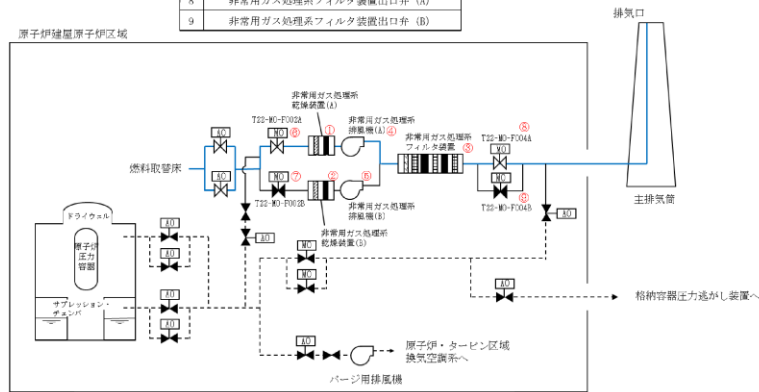 8 非常用ガス処理系フィルタ装置出口弁 (A)
9 非常用ガス処理系フィルタ装置出口弁 (B)
排気口
原子炉建屋原子炉区域
非常用ガス処理系
乾燥装置(A)
非常用ガス処理系
排風機(A)
④
T22-MO-F002A
⑥
①
AO
MO
非常用ガス処理系
フィルタ装置
③
⑧
T22-MO-F004A
MO
燃料取替床
AO
MO
⑦
T22-MO-F002B
②
⑤
非常用ガス処理系
排風機(B)
MO
⑨
T22-MO-F004B
主排気筒
AO
非常用ガス処理系
乾燥装置(B)
ドライウェル
原子炉
圧力
容器
サプレッション・
チェンバ
AO
AO
AO
AO
AO
MO
MO
AO
格納容器圧力逃がし装置へ
AO
原子炉・タービン区域
換気空調系へ
パージ用排風機